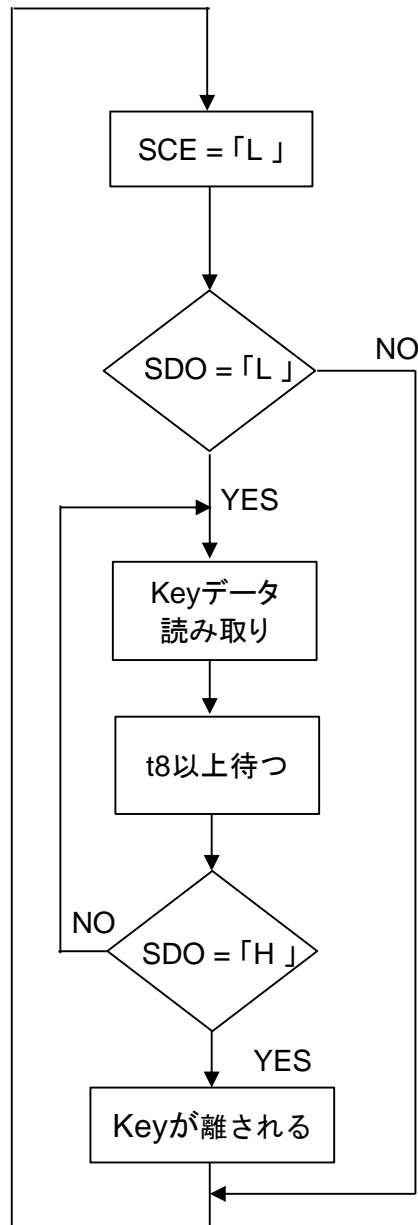 SCE = 「L 」
SDO = 「L 」
NO
YES
Keyデータ
読み取り
t8以上待つ
NO
SDO = 「H 」
YES
Keyが離される